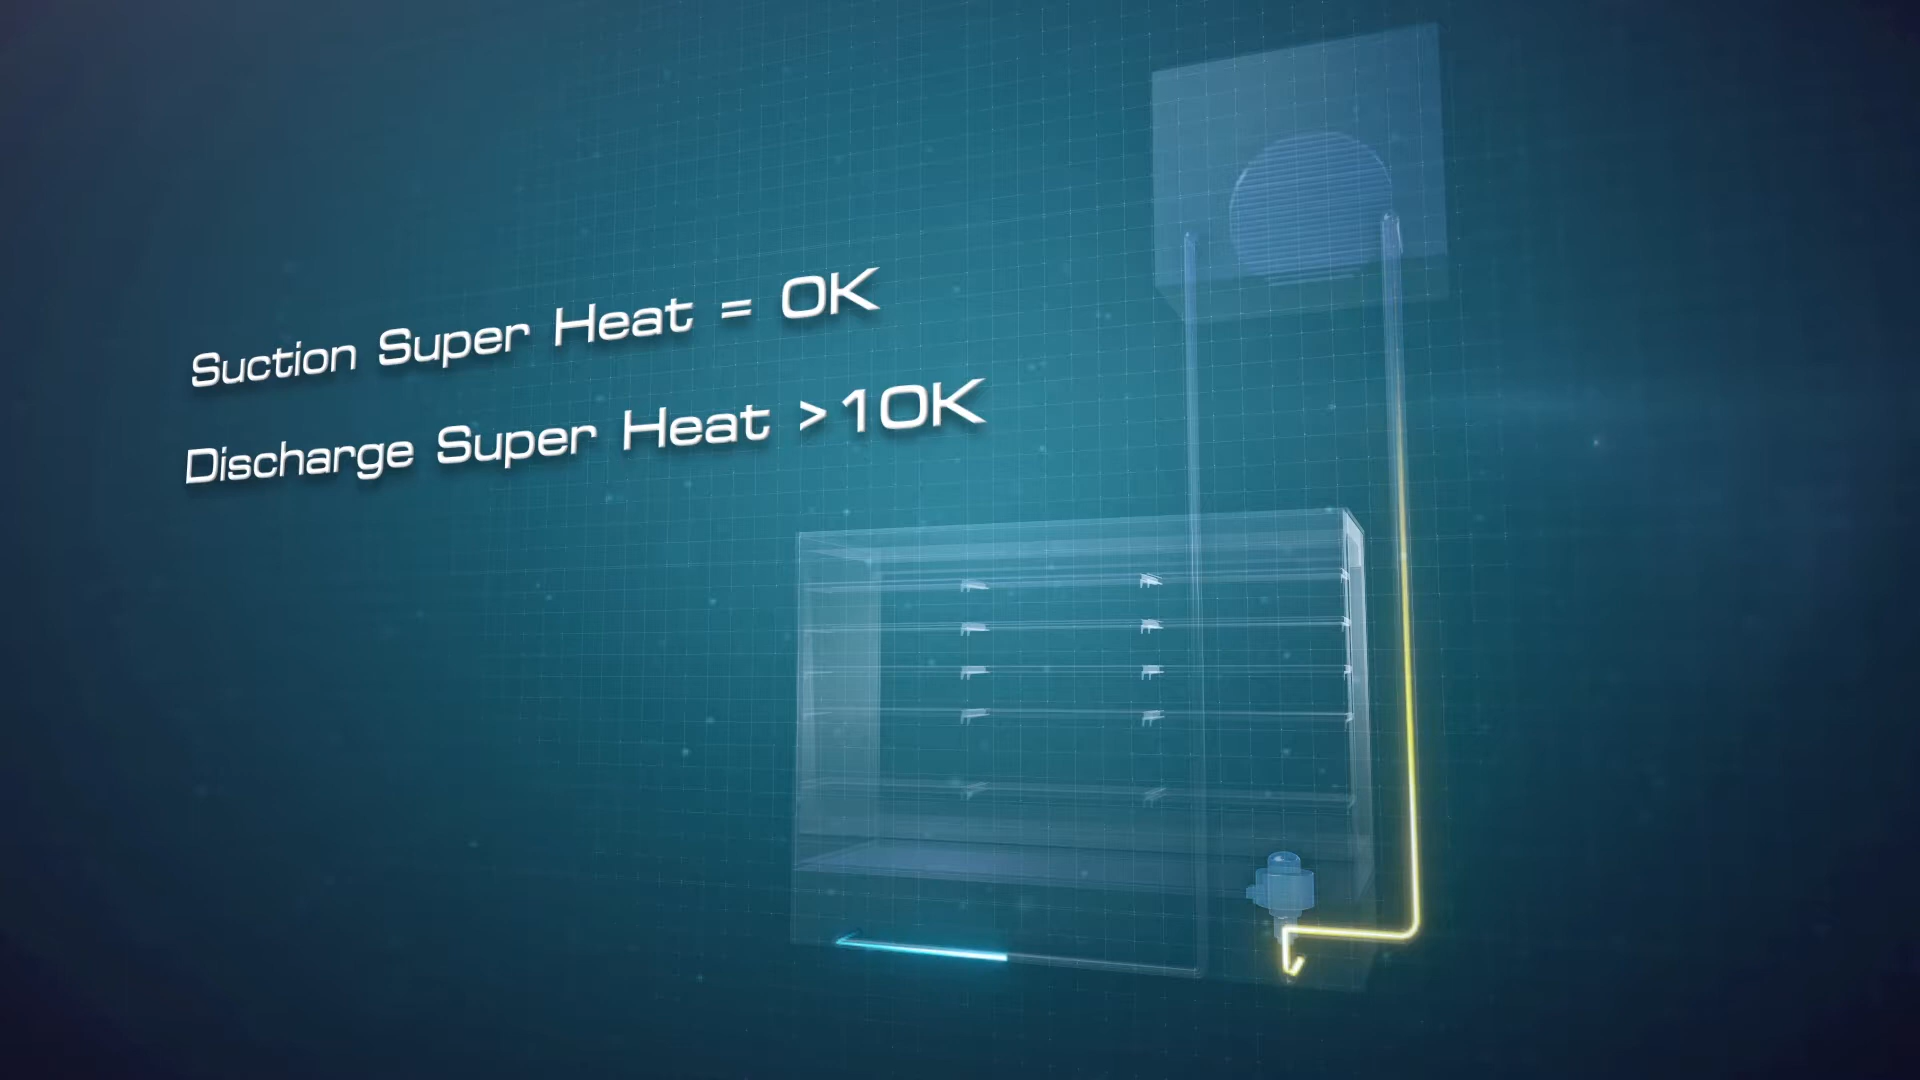 Suction Super Heat = 0K
Discharge Super Heat >10K